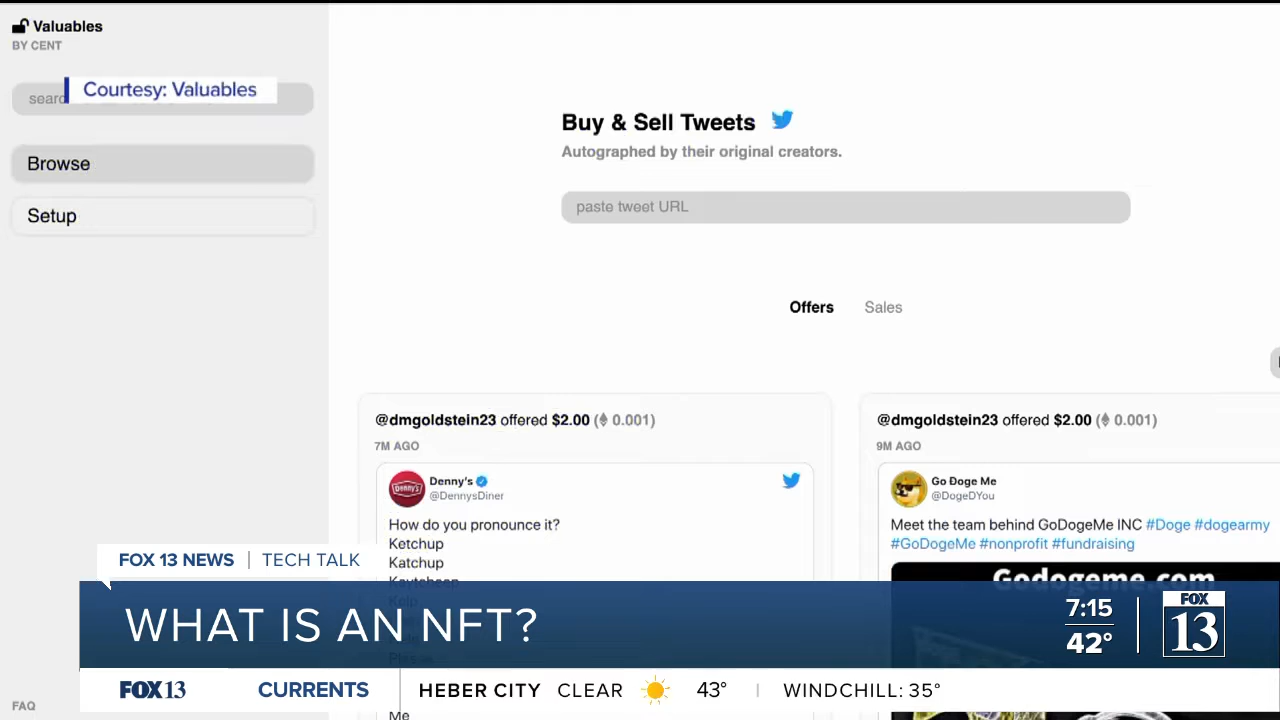 Valuables
BY CENT
Courtesy: Valuables
Browse
Setup
FAQ
Buy & Sell Tweets
Autographed by their original creators.
paste tweet URL
Offers Sales
@dmgoldstein23 offered $2.00 (0.001)
7M AGO
Denny's
@DennysDiner
How do you pronounce it?
Ketchup
Katchup
Me
@dmgoldstein23 offered $2.00 (0.001)
9M AGO
Go Ðoge Me
@DogeDYou
Meet the team behind GoDogeMe INC #Doge #dogearmy
#GoDogeMe #nonprofit #fundraising
Godogeme.com
FOX 13 NEWS | TECH TALK
WHAT IS AN NFT?
7:15
42°
FOX
13
FOX13 CURRENTS HEBER CITY CLEAR 43° | WINDCHILL: 35°